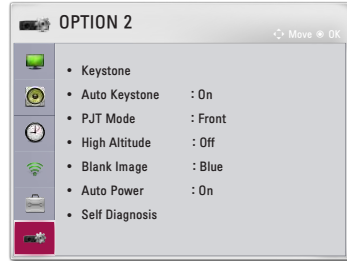 OPTION 2
Move OK
• Keystone
• Auto Keystone : On
• PJT Mode : Front
• High Altitude : Off
• Blank Image : Blue
• Auto Power : On
• Self Diagnosis